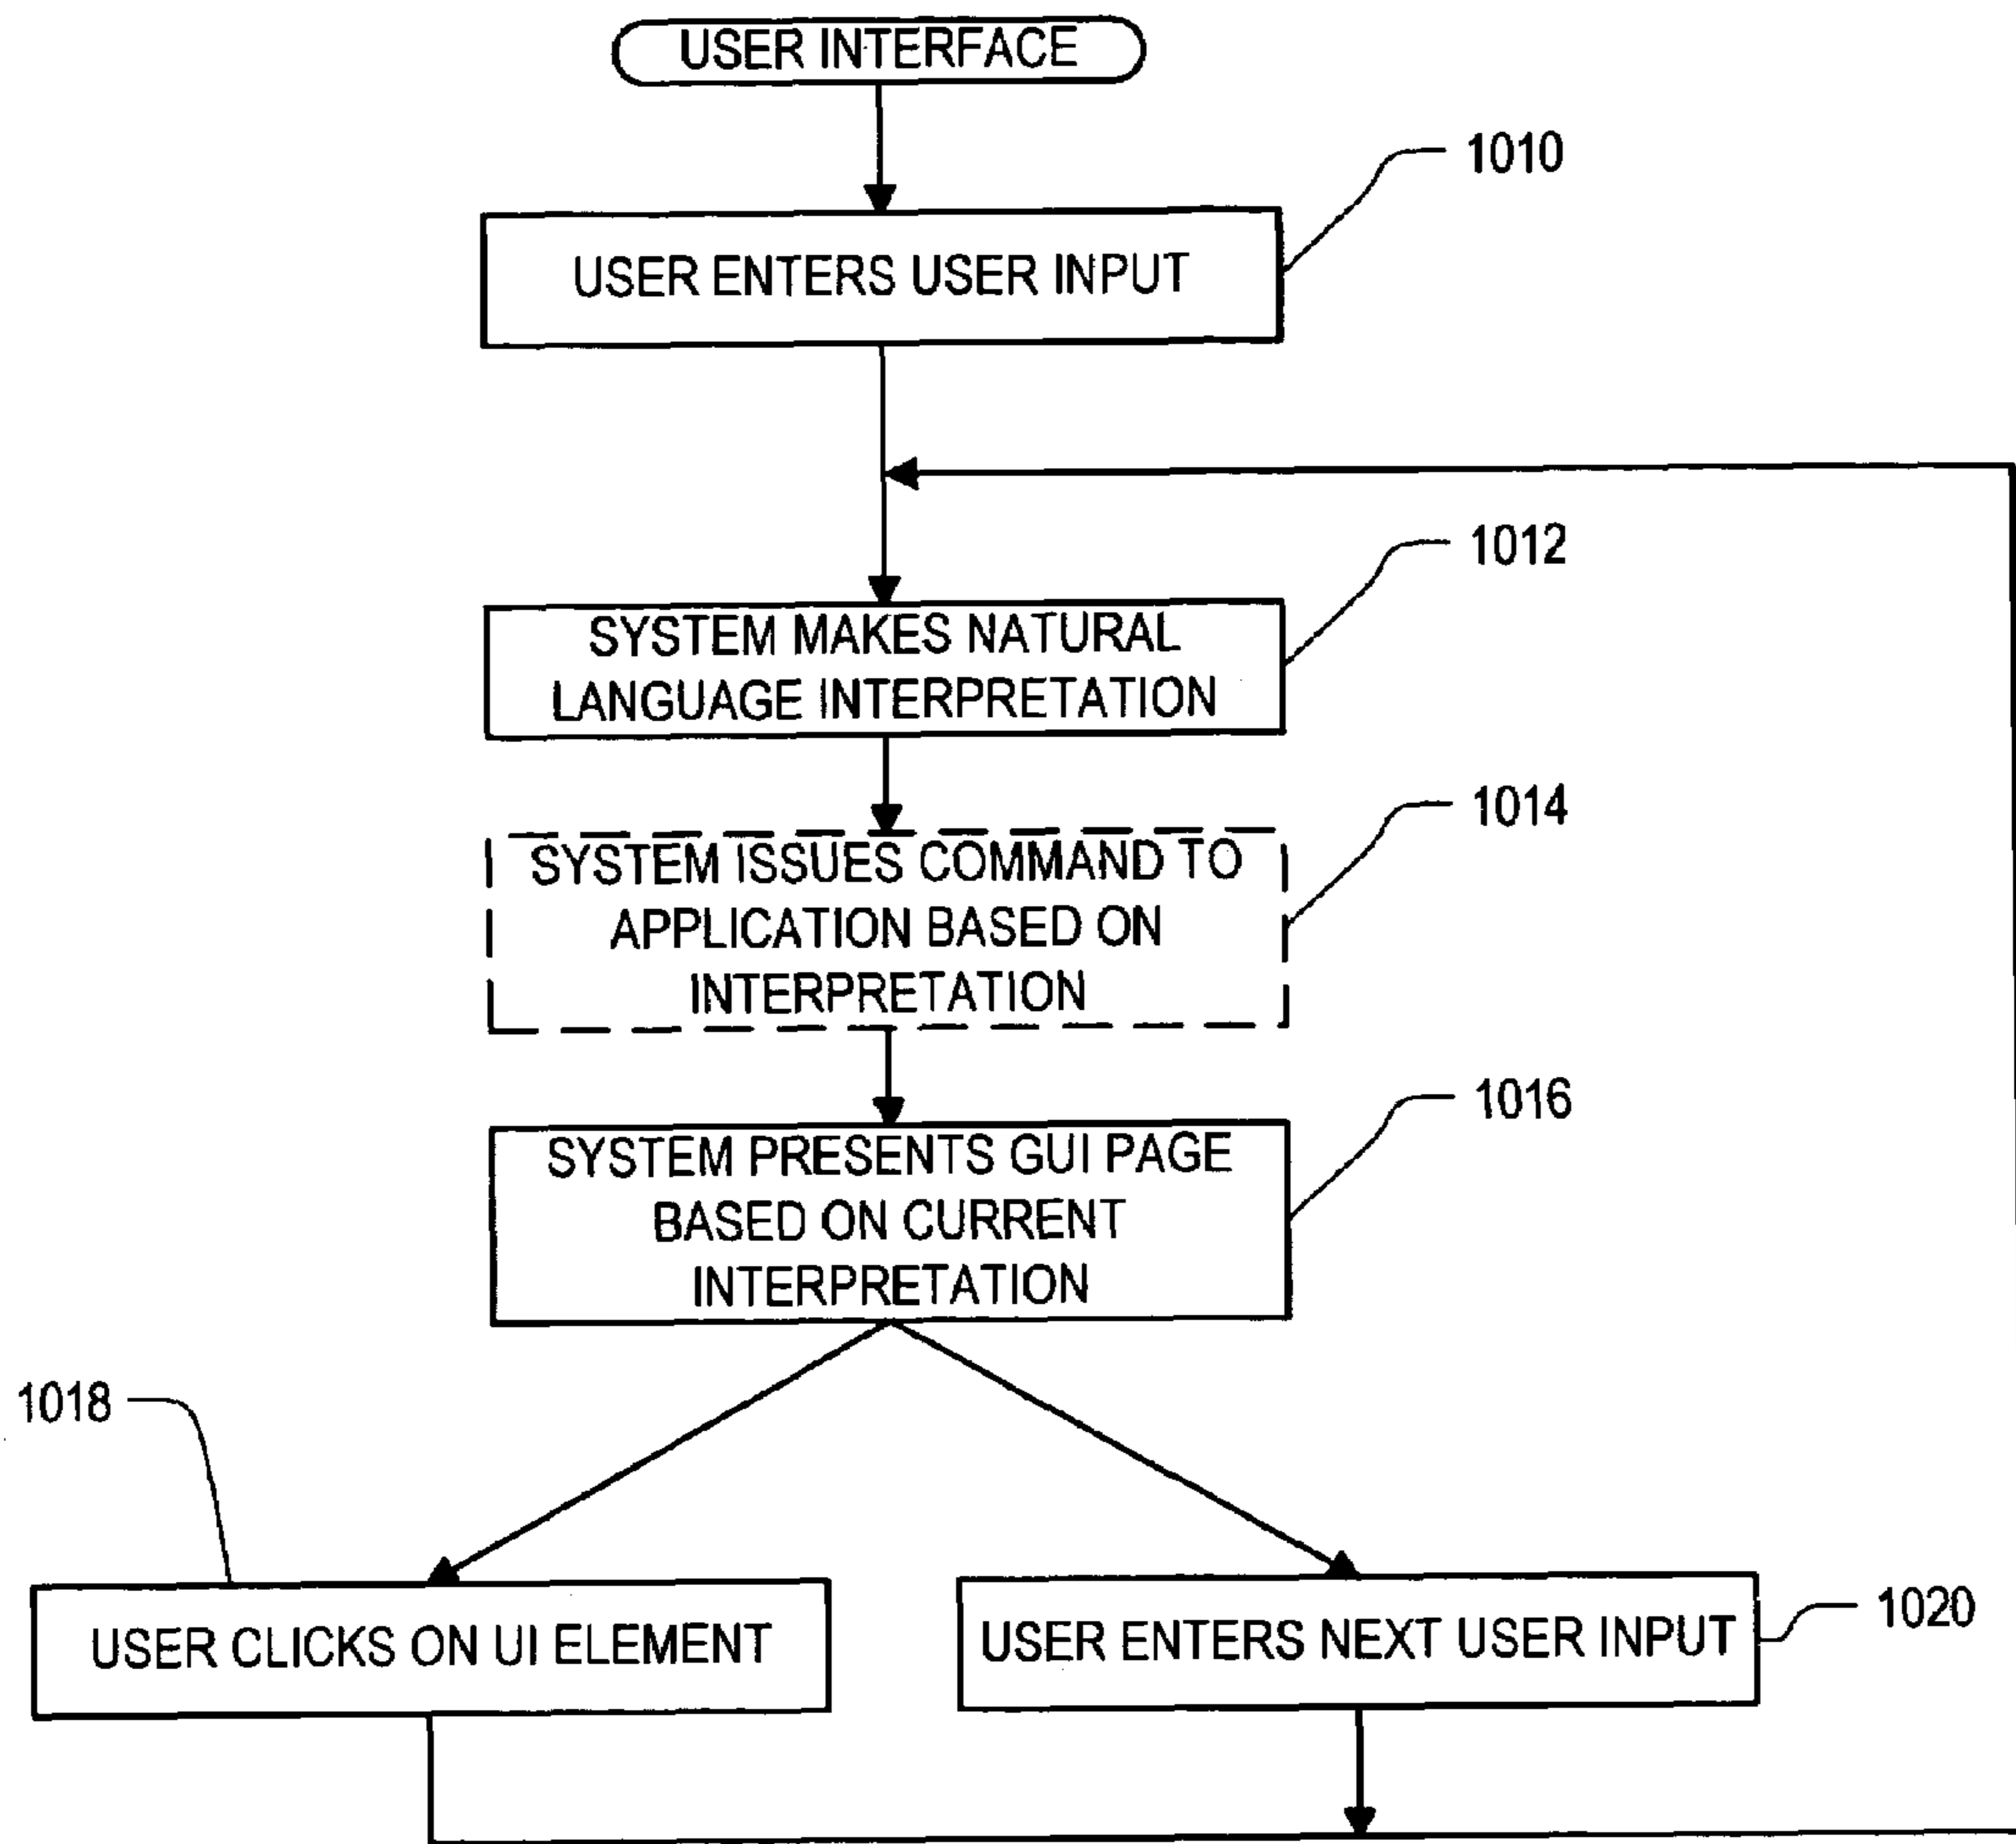 USER INTERFACE
1010
USER ENTERS USER INPUT
1012
SYSTEM MAKES NATURAL
LANGUAGE INTERPRETATION
1014
SYSTEM ISSUES COMMAND TO
APPLICATION BASED ON
INTERPRETATION
1016
SYSTEM PRESENTS GUI PAGE
BASED ON CURRENT
INTERPRETATION
1018
USER CLICKS ON UI ELEMENT
USER ENTERS NEXT USER INPUT
1020